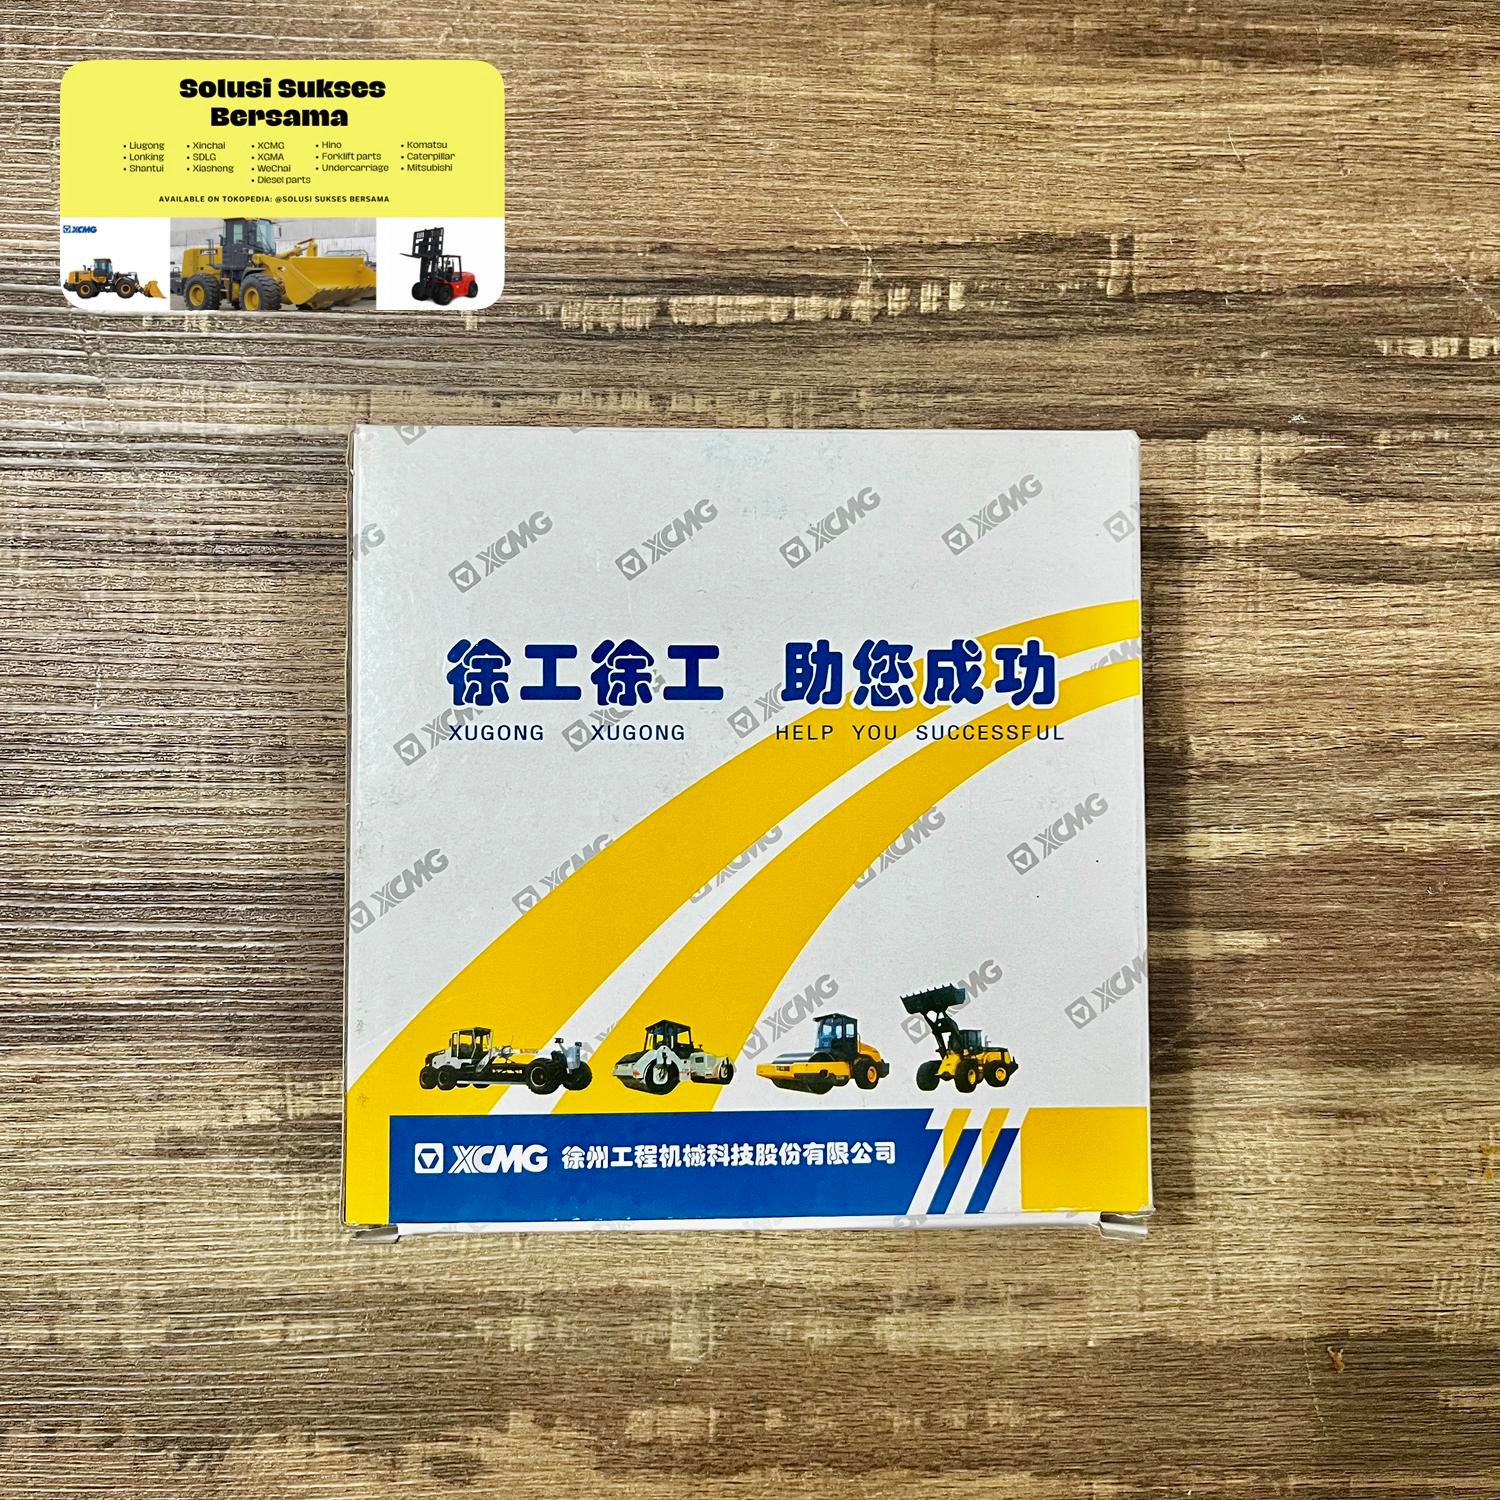 Solusi Sukses
Bersama
• Liugong
• Lonking
• Shantui
• Xinchai
• SDLG
• Xiasheng
• XCMG
• XGMA
• WeChai
• Diesel parts
• Hino
• Forklift parts
• Undercarriage
• Komatsu
• Caterpillar
• Mitsubishi
AVAILABLE ON TOKOPEDIA: @SOLUSI SUKSES BERSAMA
XCMG
XCMG XCMG XCMG XCMG
徐工徐工 助您成功
XUGONG XUGONG HELP YOU SUCCESSFUL
XCMG XCMG XCMG XCMG XCMG
XCMG XCMG XCMG
XCMG 徐州工程机械科技股份有限公司